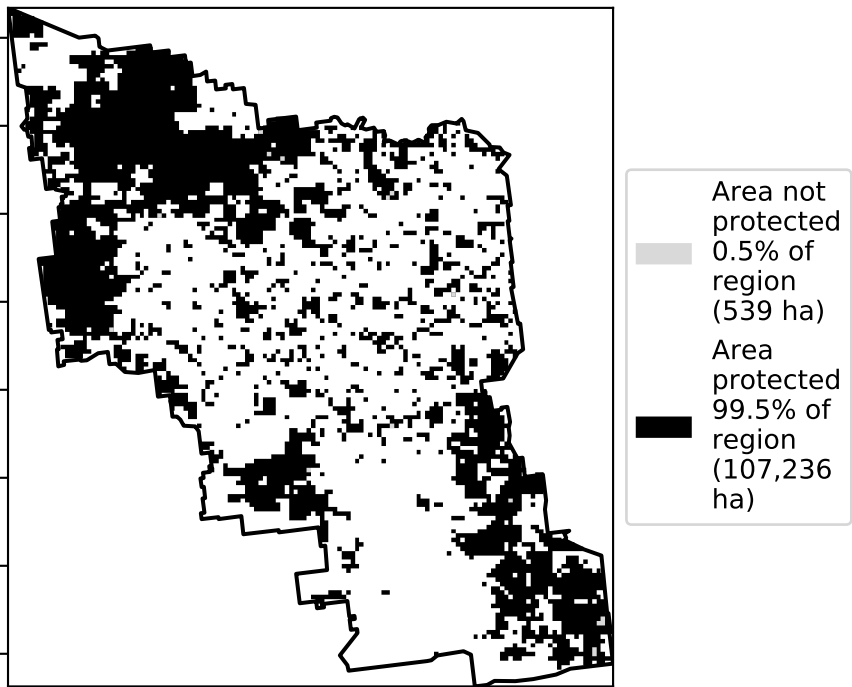 Area not
protected
0.5% of
region
(539 ha)
Area
protected
99.5% of
region
(107,236
ha)